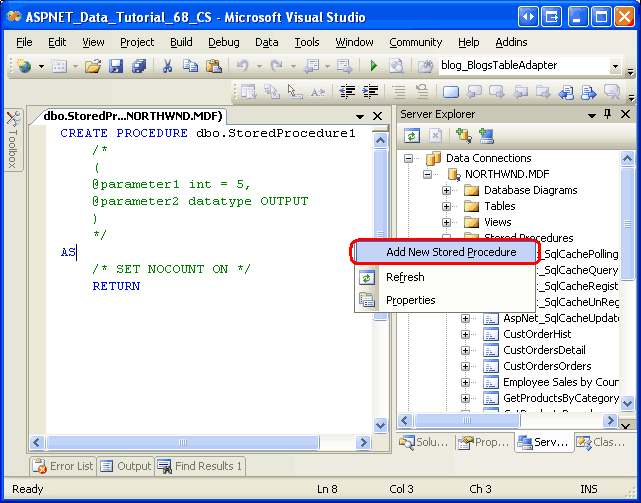 ASPNET_Data_Tutorial_68_CS - Microsoft Visual Studio
File Edit View Project Build Debug Data Tools Window Community Help Addins
blog_BlogsTableAdapter
Toolbox
dbo.StoredPr...NORTHWND.MDF)
CREATE PROCEDURE dbo.StoredProcedure1
/*
(
@parameter1 int = 5,
@parameter2 datatype OUTPUT
)
*/
AS
/* SET NOCOUNT ON */
RETURN
Server Explorer
Data Connections
NORTHWND.MDF
Database Diagrams
Tables
Views
Stored Procedures
_SqlCachePolling
_SqlCacheQuery
_SqlCacheRegist
_SqlCacheUnReg
AspNet_SqlCacheUpdate
CustOrderHist
CustOrdersDetail
CustOrdersOrders
Employee Sales by Coun
GetProductsByCategory
Add New Stored Procedure
Refresh
Properties
Solu... Prop... Serv... Clas...
Error List Output Find Results 1
Ready Ln 8 Col 3 Ch 3 INS